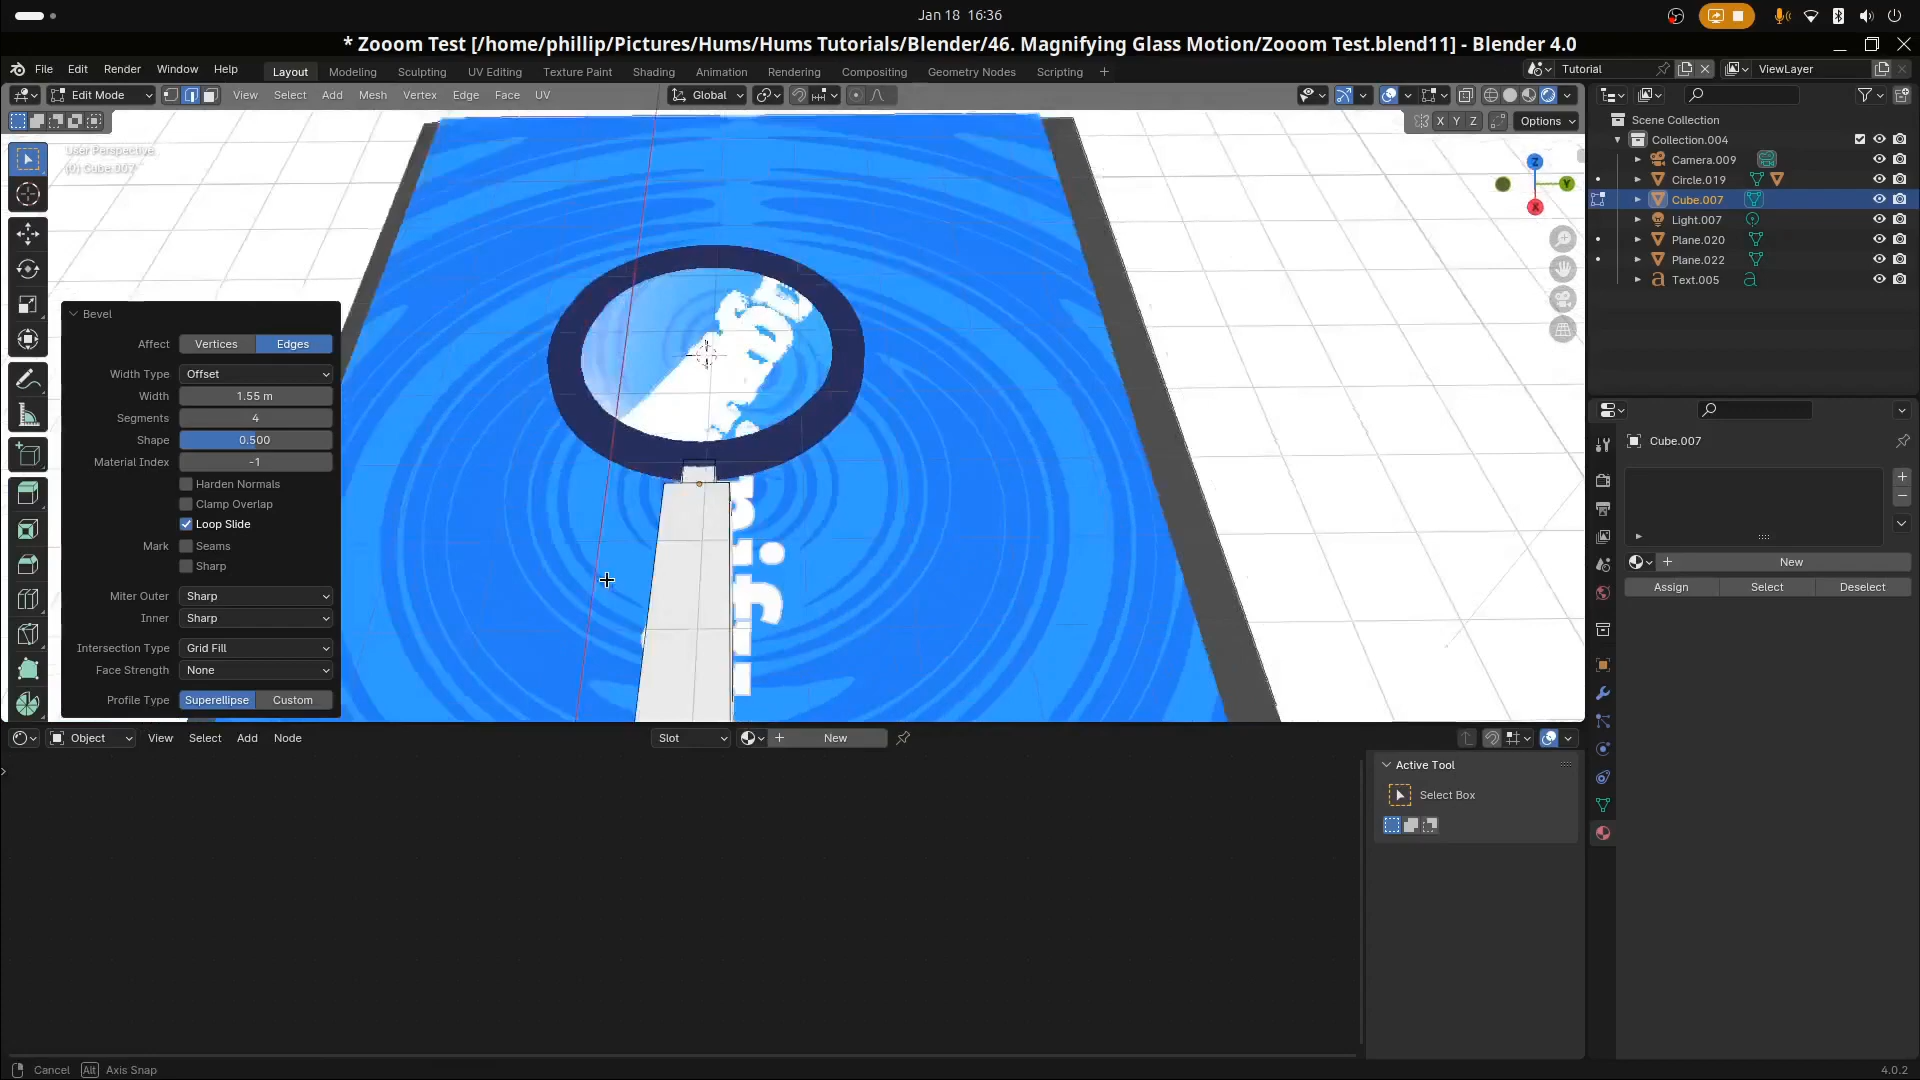 Jan 18 16:36
* Zooom Test [/home/phillip/Pictures/Hums/Hums Tutorials/Blender/46. Magnifying Glass Motion/Zooom Test.blend11] - Blender 4.0
File Edit Render Window Help Layout Modeling Sculpting UV Editing Texture Paint Shading Animation Rendering Compositing Geometry Nodes Scripting + Tutorial ViewLayer
Edit Mode View Select Add Mesh Vertex Edge Face UV Global
X Y Z Options
User Perspective
(0) Cube.007
Z
Y
X
Scene Collection
Collection.004
Camera.009
Circle.019
Cube.007
Light.007
Plane.020
Plane.022
Text.005
Bevel
Affect Vertices Edges
Width Type Offset
Width 1.55 m
Segments 4
Shape 0.500
Material Index -1
Harden Normals
Clamp Overlap
Loop Slide
Mark Seams
Sharp
Miter Outer Sharp
Inner Sharp
Intersection Type Grid Fill
Face Strength None
Profile Type Superellipse Custom
Cube.007
New
Assign Select Deselect
Object View Select Add Node Slot New
Active Tool
Select Box
Cancel Alt Axis Snap
4.0.2